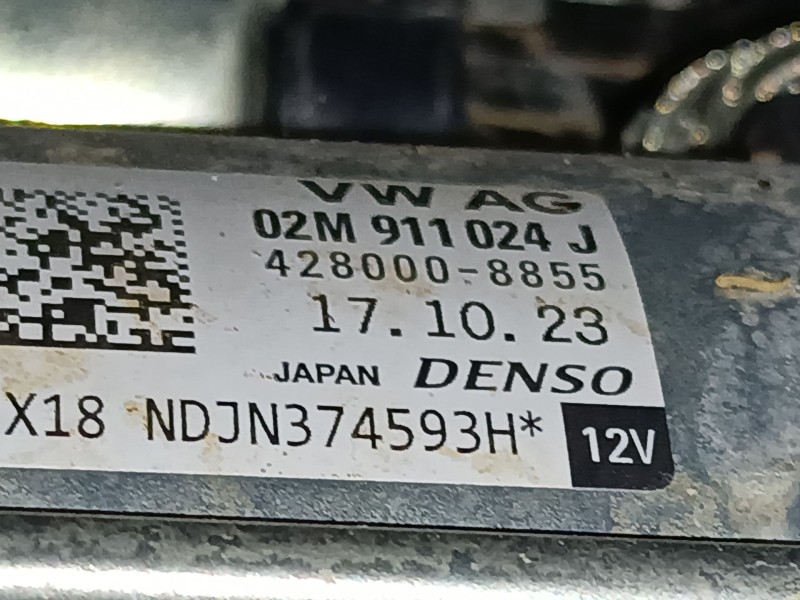 VW AG
02M 911 024 J
428000-8855
17.10.23
JAPAN DENSO
X18 NDJN374593H* 12V